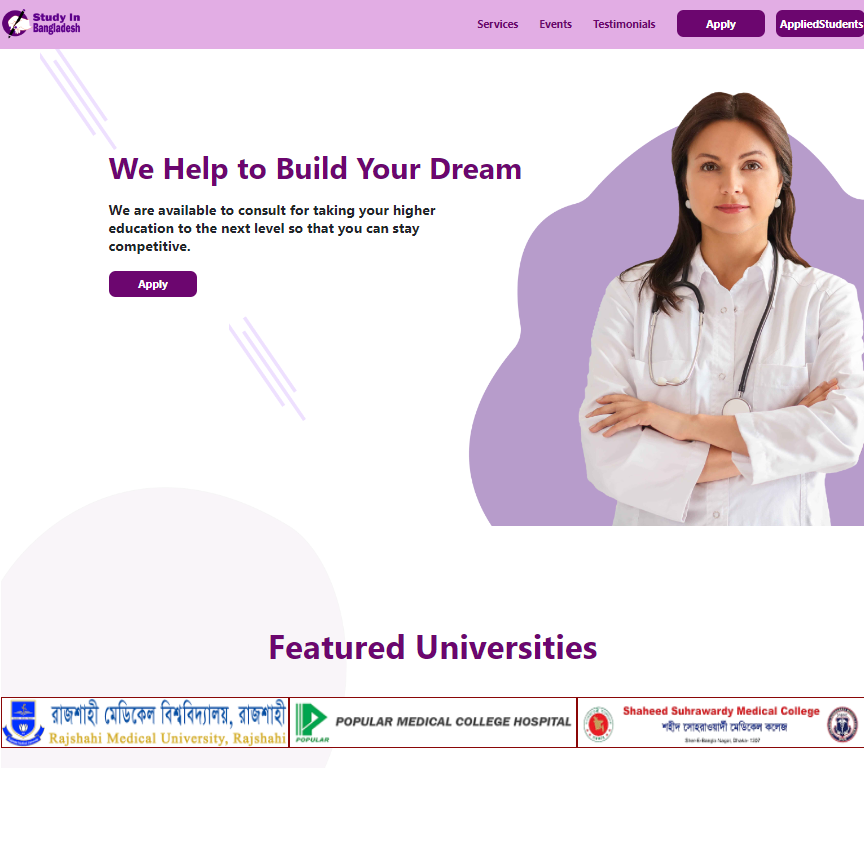 Study In
Bangladesh
Services
Events
Testimonials
Apply
AppliedStudents
We Help to Build Your Dream
We are available to consult for taking your higher
education to the next level so that you can stay
competitive.
Apply
Featured Universities
রাজশাহী মেডিকেল বিশ্ববিদ্যালয়, রাজশাহী
Rajshahi Medical University, Rajshahi
POPULAR
POPULAR MEDICAL COLLEGE HOSPITAL
Shaheed Suhrawardy Medical College
শহীদ সোহরাওয়ার্দী মেডিকেল কলেজ
Sher-E-Bangla Nagar, Dhaka- 1207